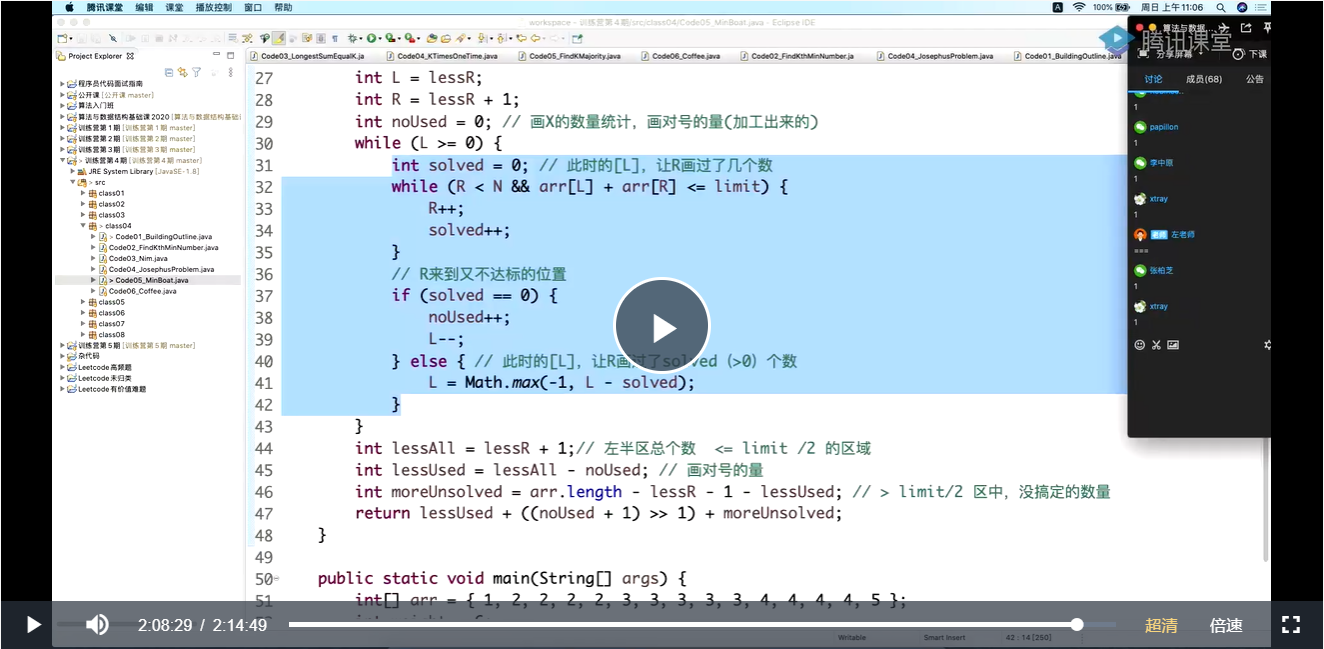 腾讯课堂 编辑 课堂 播放控制 窗口 帮助
100% 周日 上午11:06
workspace - 训练营第4期/src/class04/Code05_MinBoat.java - Eclipse IDE
Project Explorer
程序员代码面试指南
公开课 [公开课 master]
算法入门班
算法与数据结构基础课2020 [算法与数据结构基础
训练营第1期 [训练营第1期 master]
训练营第2期 [训练营第2期 master]
训练营第3期 [训练营第3期 master]
> 训练营第4期 [训练营第4期 master]
JRE System Library [JavaSE-1.8]
> src
class01
class02
class03
> class04
> Code01_BuildingOutline.java
Code02_FindKthMinNumber.java
Code03_Nim.java
Code04_JosephusProblem.java
> Code05_MinBoat.java
Code06_Coffee.java
class05
class06
class07
class08
训练营第5期 [训练营第5期 master]
杂代码
Leetcode高频题
Leetcode未归类
Leetcode有价值难题
Code03_LongestSumEqualK.ja
Code04_KTimesOneTime.java
Code05_FindKMajority.java
Code06_Coffee.java
Code02_FindKthMinNumber.ja
Code04_JosephusProblem.java
Code01_BuildingOutline.java
27 int L = lessR;
28 int R = lessR + 1;
29 int noUsed = 0; // 画X的数量统计，画对号的量(加工出来的)
30 while (L >= 0) {
31 int solved = 0; // 此时的[L]，让R画过了几个数
32 while (R < N && arr[L] + arr[R] <= limit) {
33 R++;
34 solved++;
35 }
36 // R来到又不达标的位置
37 if (solved == 0) {
38 noUsed++;
39 L--;
40 } else { // 此时的[L]，让R画过了solved（>0）个数
41 L = Math.max(-1, L - solved);
42 }
43 }
44 int lessAll = lessR + 1;// 左半区总个数 <= limit /2 的区域
45 int lessUsed = lessAll - noUsed; // 画对号的量
46 int moreUnsolved = arr.length - lessR - 1 - lessUsed; // > limit/2 区中，没搞定的数量
47 return lessUsed + ((noUsed + 1) >> 1) + moreUnsolved;
48 }
49
50 public static void main(String[] args) {
51 int[] arr = { 1, 2, 2, 2, 2, 3, 3, 3, 3, 3, 4, 4, 4, 4, 5 };
算法与数据...
腾讯课堂
分享屏幕 下课
讨论 成员(68) 公告
1
papillon
1
李中原
1
xtray
1
老师 左老师
===
张柏芝
1
xtray
1
Writable Smart Insert 42 : 14 [250]
2:08:29 / 2:14:49 超清 倍速